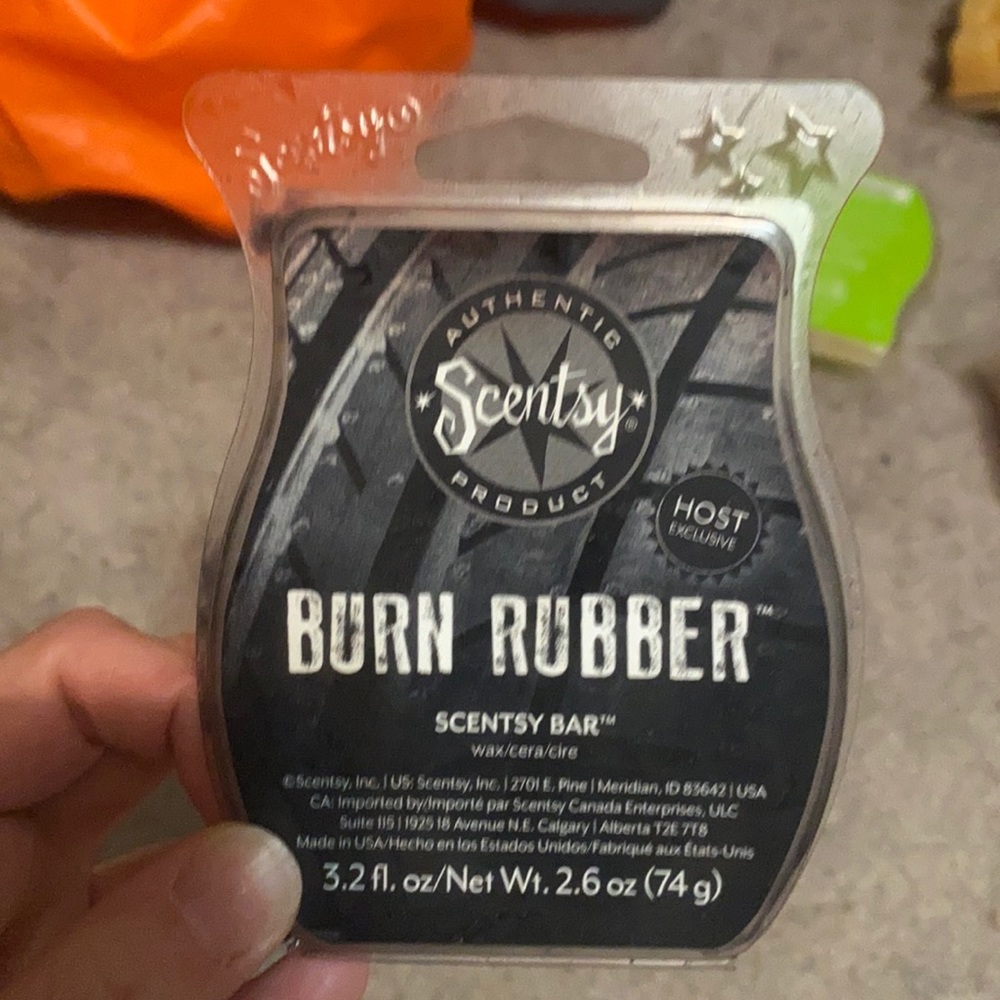 Scentsy®
AUTHENTIC
Scentsy®
PRODUCT
HOST
EXCLUSIVE
BURN RUBBER™
SCENTSY BAR™
wax/cera/cire
©Scentsy, Inc. | US: Scentsy, Inc. | 2701 E. Pine | Meridian, ID 83642 | USA
CA: Imported by/Importé par Scentsy Canada Enterprises, ULC
Suite 115 | 1925 18 Avenue N.E. Calgary | Alberta T2E 7T8
Made in USA/Hecho en los Estados Unidos/Fabriqué aux États-Unis
3.2 fl. oz/Net Wt. 2.6 oz (74 g)